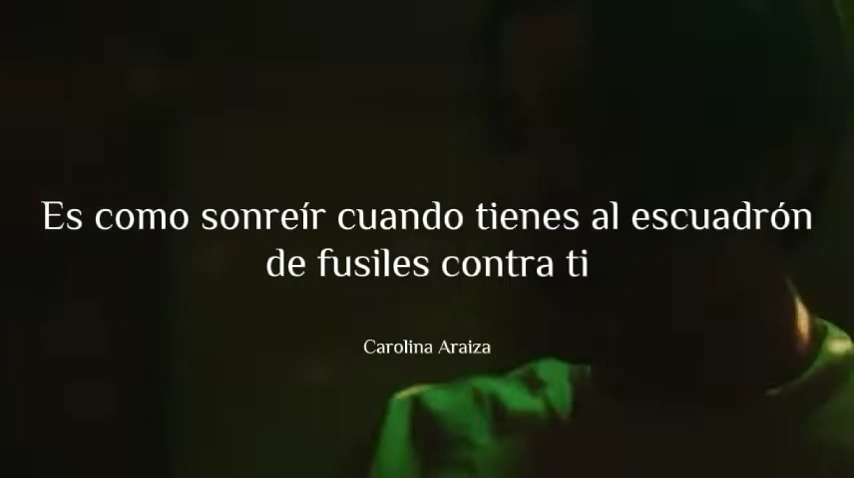 Es como sonreír cuando tienes al escuadrón
de fusiles contra ti
Carolina Araiza